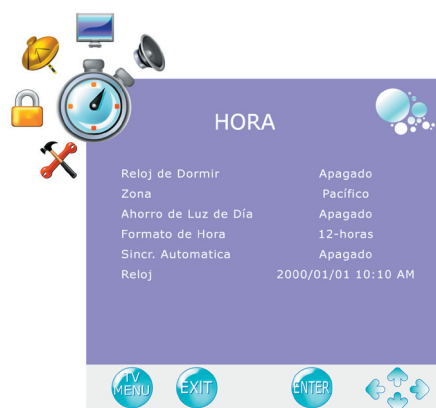 HORA
Reloj de Dormir Apagado
Zona Pacífico
Ahorro de Luz de Día Apagado
Formato de Hora 12-horas
Sincr. Automatica Apagado
Reloj 2000/01/01 10:10 AM
TV
MENU EXIT ENTER